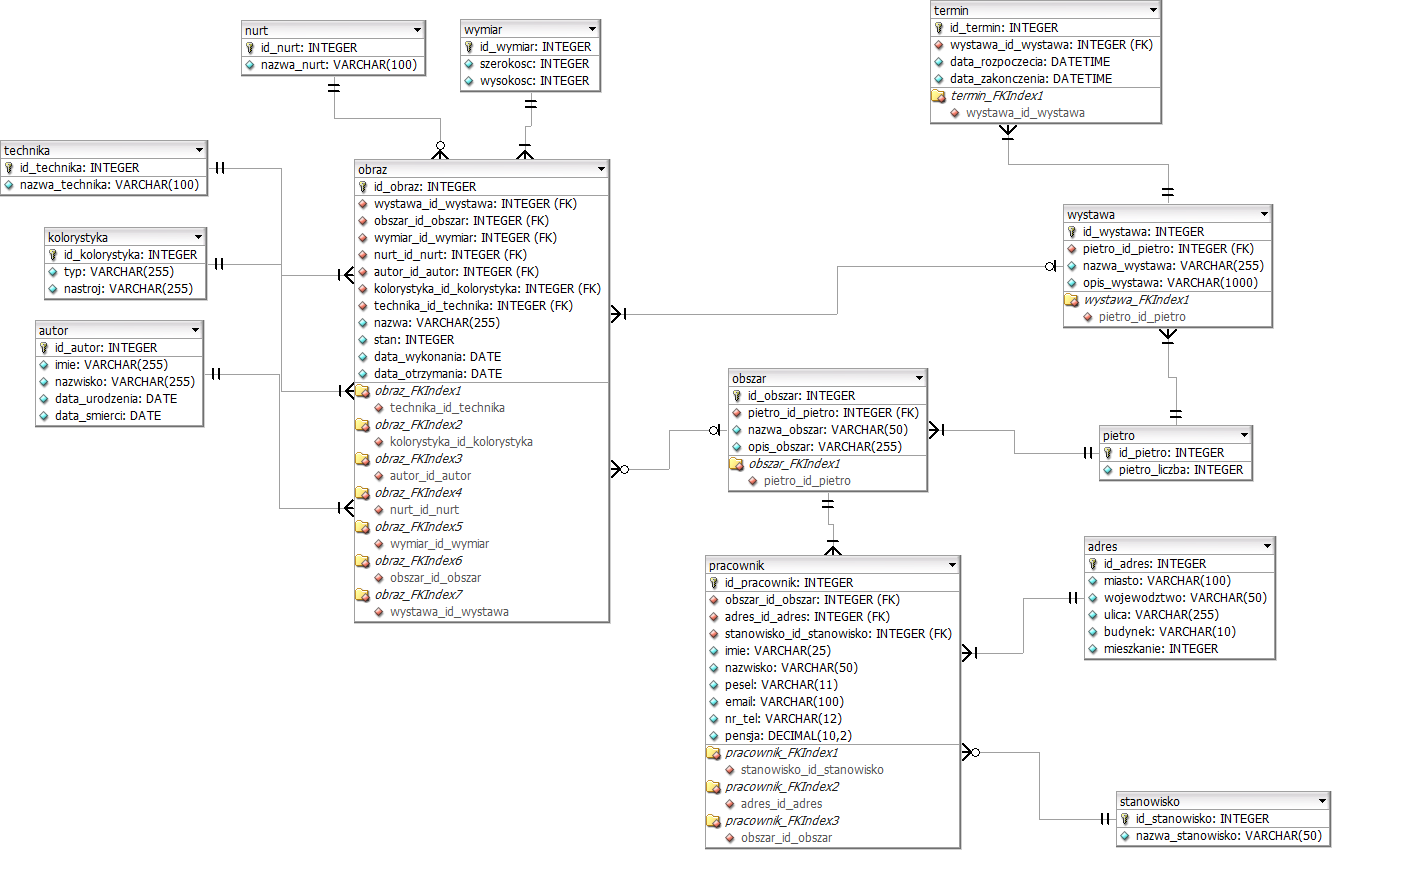 nurt
id_nurt: INTEGER
nazwa_nurt: VARCHAR(100)
wymiar
id_wymiar: INTEGER
szerokosc: INTEGER
wysokosc: INTEGER
termin
id_termin: INTEGER
wystawa_id_wystawa: INTEGER (FK)
data_rozpoczecia: DATETIME
data_zakonczenia: DATETIME
termin_FKIndex1
wystawa_id_wystawa
technika
id_technika: INTEGER
nazwa_technika: VARCHAR(100)
kolorystyka
id_kolorystyka: INTEGER
typ: VARCHAR(255)
nastroj: VARCHAR(255)
autor
id_autor: INTEGER
imie: VARCHAR(255)
nazwisko: VARCHAR(255)
data_urodzenia: DATE
data_smierci: DATE
obraz
id_obraz: INTEGER
wystawa_id_wystawa: INTEGER (FK)
obszar_id_obszar: INTEGER (FK)
wymiar_id_wymiar: INTEGER (FK)
nurt_id_nurt: INTEGER (FK)
autor_id_autor: INTEGER (FK)
kolorystyka_id_kolorystyka: INTEGER (FK)
technika_id_technika: INTEGER (FK)
nazwa: VARCHAR(255)
stan: INTEGER
data_wykonania: DATE
data_otrzymania: DATE
obraz_FKIndex1
technika_id_technika
obraz_FKIndex2
kolorystyka_id_kolorystyka
obraz_FKIndex3
autor_id_autor
obraz_FKIndex4
nurt_id_nurt
obraz_FKIndex5
wymiar_id_wymiar
obraz_FKIndex6
obszar_id_obszar
obraz_FKIndex7
wystawa_id_wystawa
wystawa
id_wystawa: INTEGER
pietro_id_pietro: INTEGER (FK)
nazwa_wystawa: VARCHAR(255)
opis_wystawa: VARCHAR(1000)
wystawa_FKIndex1
pietro_id_pietro
obszar
id_obszar: INTEGER
pietro_id_pietro: INTEGER (FK)
nazwa_obszar: VARCHAR(50)
opis_obszar: VARCHAR(255)
obszar_FKIndex1
pietro_id_pietro
pietro
id_pietro: INTEGER
pietro_liczba: INTEGER
pracownik
id_pracownik: INTEGER
obszar_id_obszar: INTEGER (FK)
adres_id_adres: INTEGER (FK)
stanowisko_id_stanowisko: INTEGER (FK)
imie: VARCHAR(25)
nazwisko: VARCHAR(50)
pesel: VARCHAR(11)
email: VARCHAR(100)
nr_tel: VARCHAR(12)
pensja: DECIMAL(10,2)
pracownik_FKIndex1
stanowisko_id_stanowisko
pracownik_FKIndex2
adres_id_adres
pracownik_FKIndex3
obszar_id_obszar
adres
id_adres: INTEGER
miasto: VARCHAR(100)
wojewodztwo: VARCHAR(50)
ulica: VARCHAR(255)
budynek: VARCHAR(10)
mieszkanie: INTEGER
stanowisko
id_stanowisko: INTEGER
nazwa_stanowisko: VARCHAR(50)